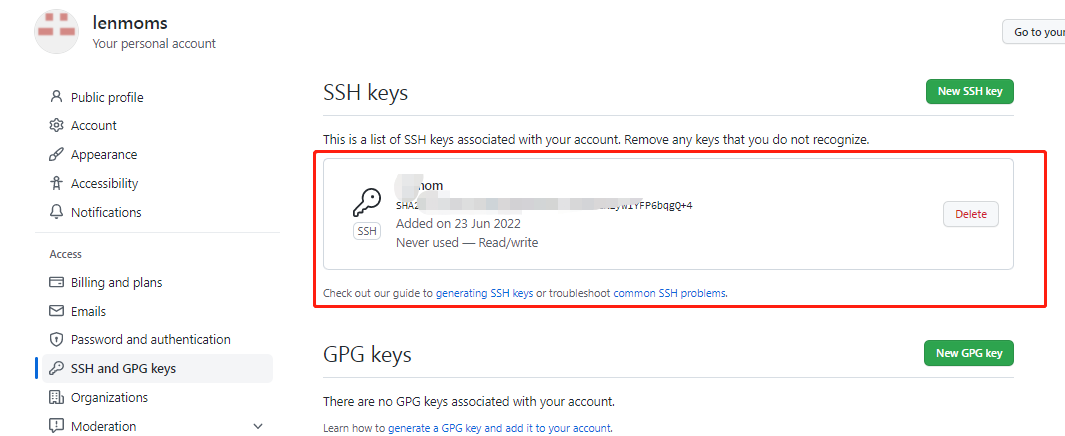 lenmoms
Your personal account
Go to your
Public profile
Account
Appearance
Accessibility
Notifications
Access
Billing and plans
Emails
Password and authentication
SSH and GPG keys
Organizations
Moderation
SSH keys
New SSH key
This is a list of SSH keys associated with your account. Remove any keys that you do not recognize.
mom
SSH
Added on 23 Jun 2022
Never used — Read/write
Delete
Check out our guide to generating SSH keys or troubleshoot common SSH problems.
GPG keys
New GPG key
There are no GPG keys associated with your account.
Learn how to generate a GPG key and add it to your account.